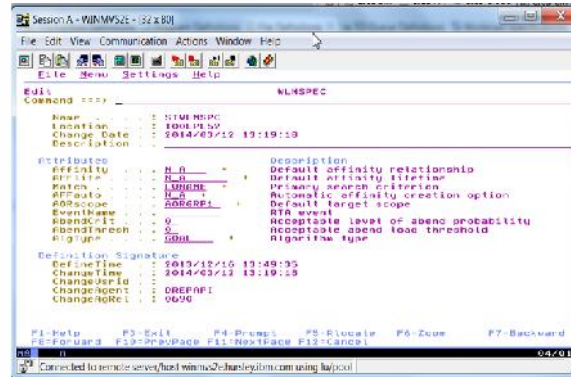 Session A - WINMVS2E - [32 x 80]
File Edit View Communication Actions Window Help
File Menu Settings Help
Edit WLMSPEC
Command ===>
Name . . . . . : STWLMSPC
Location . . . . :
Change Date . . : 2014/03/12 13:19:18
Description . . :
Attributes Description
Affinity . . . : N_A + Default affinity relationship
AffLife . . . : N_A + Default affinity lifetime
Match . . . . : LUNAME + Primary search criterion
AFFauto . . . : N_A + Automatic affinity creation option
AORscope . . . : AORGRP1 + Default target scope
EventName . . . : RTA event
AbendCrit . . : 0 Acceptable level of abend probability
AbendThresh . . : 0 Acceptable abend load threshold
AlgType . . . : GOAL + Algorithm type
Definition Signature
DefineTime . . : 2013/12/16 13:49:35
ChangeTime . . : 2014/03/12 13:19:18
ChangeUsrid . . :
ChangeAgent . . : DREPAPI
ChangeAgRel . . : 0690
F1=Help F3=Exit F4=Prompt F5=Rlocate F6=Zoom F7=Backward
F8=Forward F10=PrevPage F11=NextPage F12=Cancel
MA A 04/01
Connected to remote server/host winmvs2e.hursley.ibm.com using lu/pool